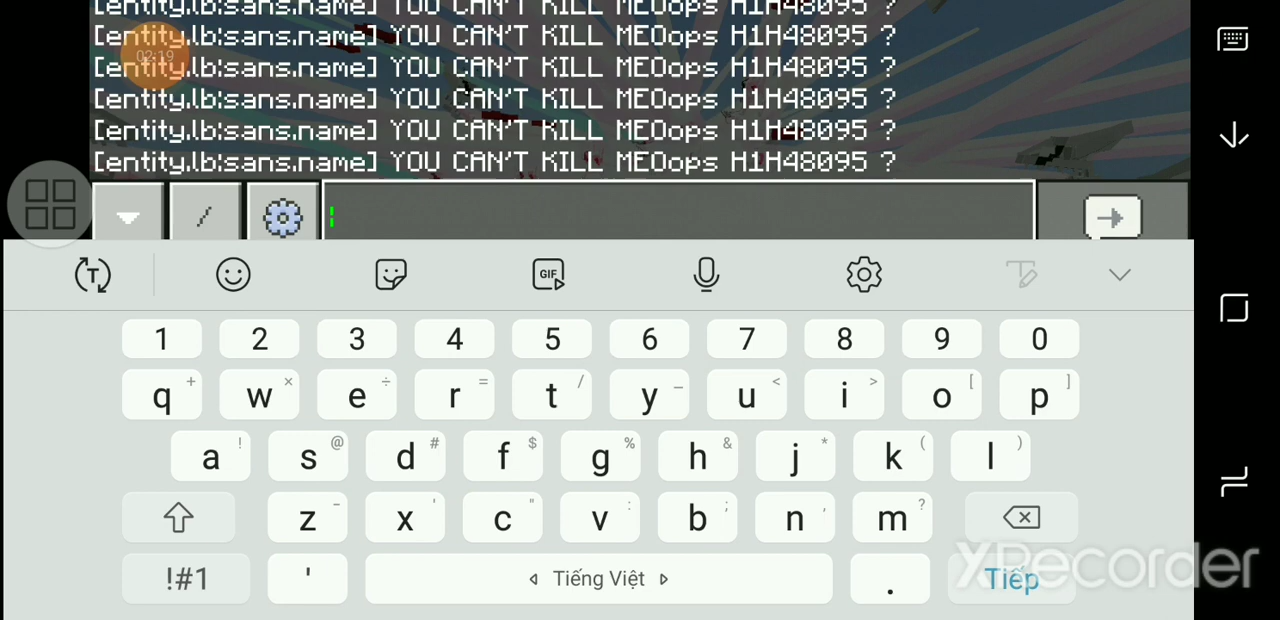 [entity.lb:sans.name] YOU CAN'T KILL MEOops H1H48095 ?
[entity.lb:sans.name] YOU CAN'T KILL MEOops H1H48095 ?
[entity.lb:sans.name] YOU CAN'T KILL MEOops H1H48095 ?
[entity.lb:sans.name] YOU CAN'T KILL MEOops H1H48095 ?
[entity.lb:sans.name] YOU CAN'T KILL MEOops H1H48095 ?
[entity.lb:sans.name] YOU CAN'T KILL MEOops H1H48095 ?
02:19
/
T GIF T
1 2 3 4 5 6 7 8 9 0
q + w × e ÷ r = t / y _ u < i > o [ p ]
a ! s @ d # f $ g % h & j * k ( l )
z - x ' c " v : b ; n , m ?
!#1 ' Tiếng Việt . Tiếp
XRecorder